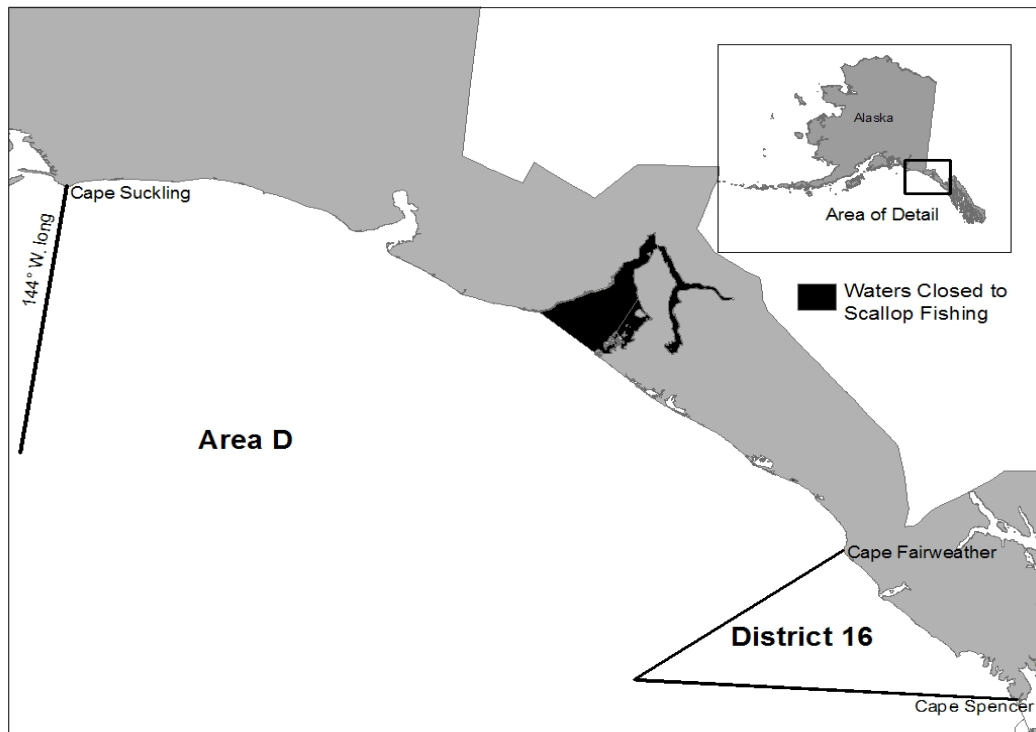 Alaska
Area of Detail
Cape Suckling
144° W. long
Waters Closed to
Scallop Fishing
Area D
Cape Fairweather
District 16
Cape Spencer